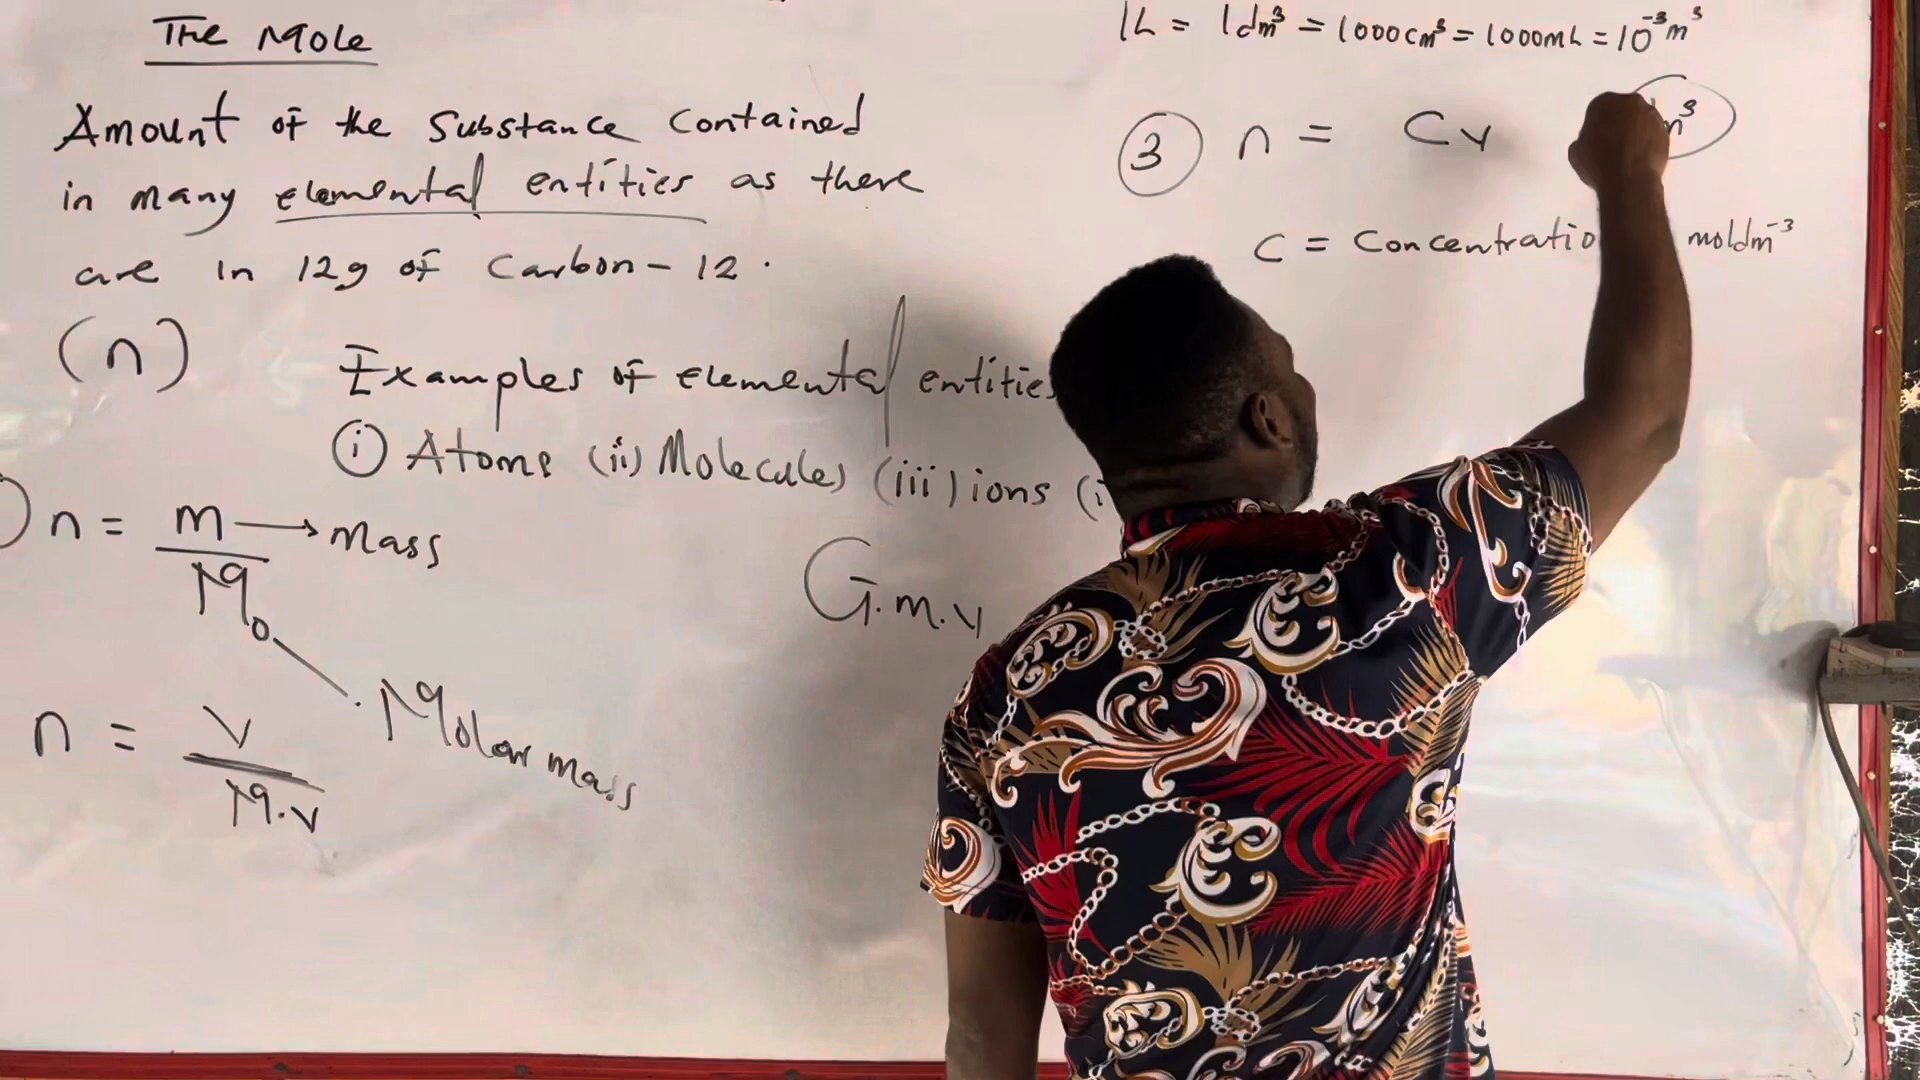 The Mole
Amount of the substance contained
in many elemental entities as there
are in 12g of Carbon-12.
(n)
Examples of elemental entities
(i) Atoms (ii) Molecules (iii) ions (i
n = m → mass
M₀
Molar mass
n = v
M.v
G.m.v
1L = 1dm³ = 1000cm³ = 1000mL = 10⁻³m³
(3) n = Cv
m³
C = Concentratio moldm⁻³